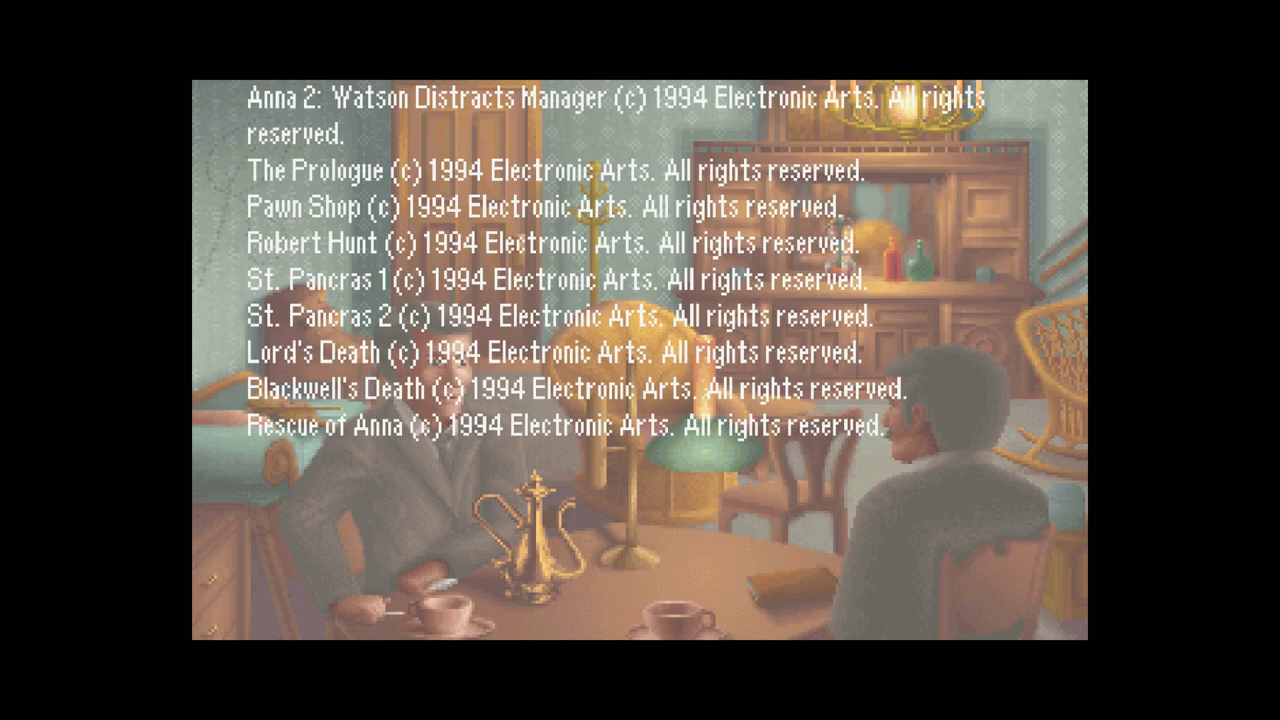 Anna 2: Watson Distracts Manager (c) 1994 Electronic Arts. All rights
reserved.
The Prologue (c) 1994 Electronic Arts. All rights reserved.
Pawn Shop (c) 1994 Electronic Arts. All rights reserved.
Robert Hunt (c) 1994 Electronic Arts. All rights reserved.
St. Pancras 1 (c) 1994 Electronic Arts. All rights reserved.
St. Pancras 2 (c) 1994 Electronic Arts. All rights reserved.
Lord's Death (c) 1994 Electronic Arts. All rights reserved.
Blackwell's Death (c) 1994 Electronic Arts. All rights reserved.
Rescue of Anna (c) 1994 Electronic Arts. All rights reserved.